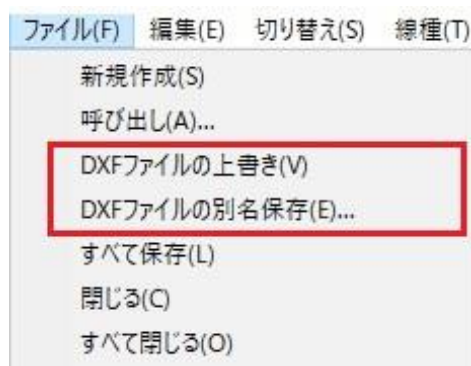 ファイル(F) 編集(E) 切り替え(S) 線種(T)
新規作成(S)
呼び出し(A)...
DXFファイルの上書き(V)
DXFファイルの別名保存(E)...
すべて保存(L)
閉じる(C)
すべて閉じる(O)